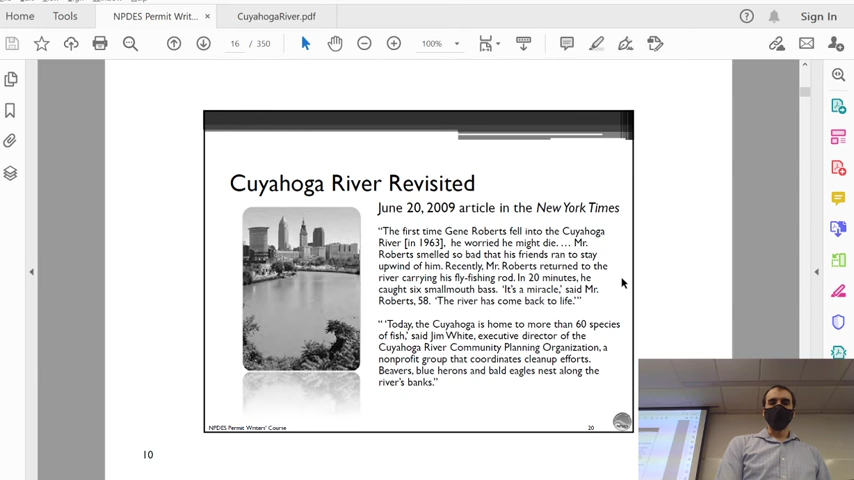 Home
Tools
NPDES Permit Writ... ×
CuyahogaRiver.pdf
Sign In
16 / 350
100%
Cuyahoga River Revisited
June 20, 2009 article in the New York Times
“The first time Gene Roberts fell into the Cuyahoga
River [in 1963], he worried he might die. … Mr.
Roberts smelled so bad that his friends ran to stay
upwind of him. Recently, Mr. Roberts returned to the
river carrying his fly-fishing rod. In 20 minutes, he
caught six smallmouth bass. ‘It’s a miracle,’ said Mr.
Roberts, 58. ‘The river has come back to life.’”
“ ‘Today, the Cuyahoga is home to more than 60 species
of fish,’ said Jim White, executive director of the
Cuyahoga River Community Planning Organization, a
nonprofit group that coordinates cleanup efforts.
Beavers, blue herons and bald eagles nest along the
river’s banks.”
NPDES Permit Writers’ Course
20
10